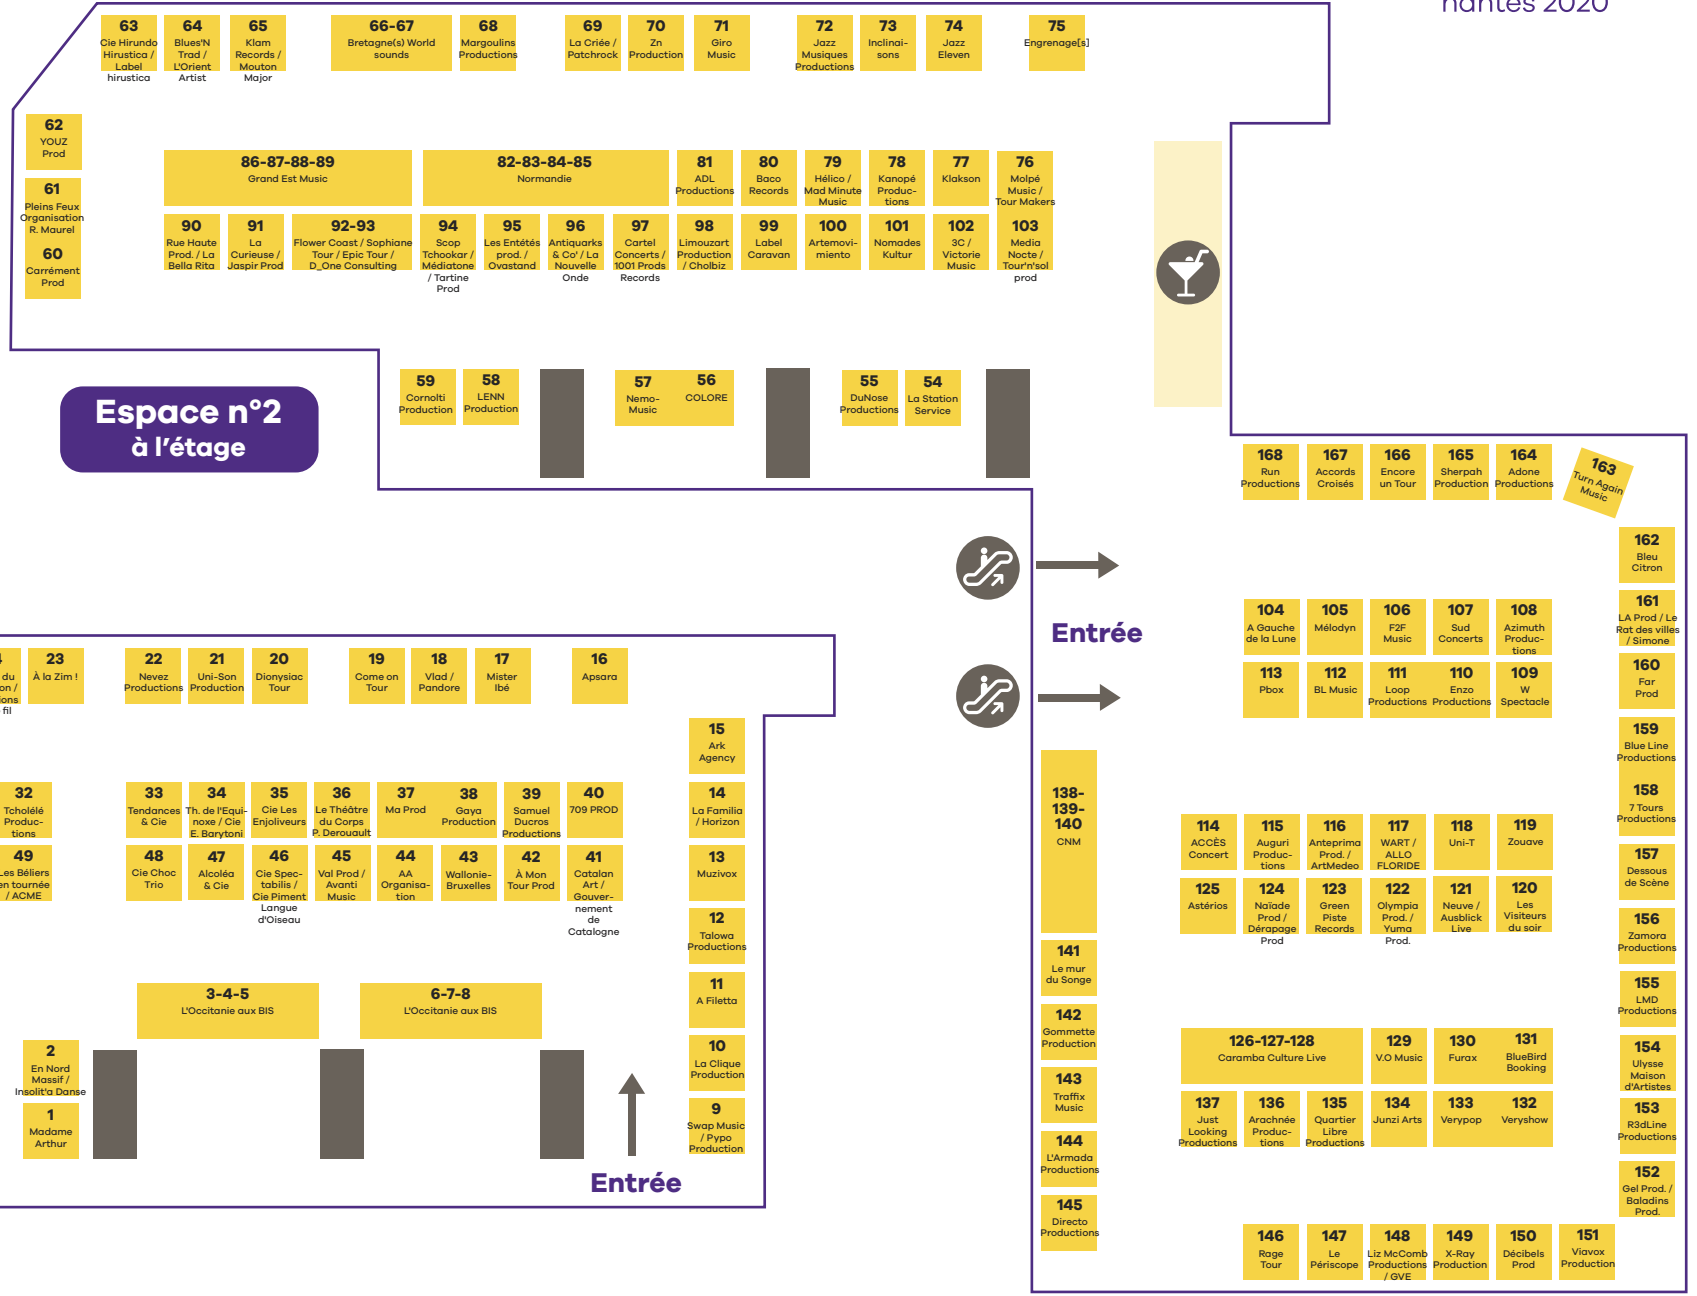 nantes 2020
63
Cie Hirundo
Hirustica /
Label
hirustica
64
Blues'N
Trad /
L'Orient
Artist
65
Klam
Records /
Mouton
Major
66-67
Bretagne(s) World
sounds
68
Margoulins
Productions
69
La Criée /
Patchrock
70
Zn
Production
71
Giro
Music
72
Jazz
Musiques
Productions
73
Inclinai-
sons
74
Jazz
Eleven
75
Engrenage[s]
62
YOUZ
Prod
61
Pleins Feux
Organisation
R. Maurel
60
Carrément
Prod
86-87-88-89
Grand Est Music
82-83-84-85
Normandie
81
ADL
Productions
80
Baco
Records
79
Hélico /
Mad Minute
Music
78
Kanopé
Produc-
tions
77
Klakson
76
Molpé
Music /
Tour Makers
90
Rue Haute
Prod. / La
Bella Rita
91
La
Curieuse /
Jaspir Prod
92-93
Flower Coast / Sophiane
Tour / Epic Tour /
D_One Consulting
94
Scop
Tchookar /
Médiatone
/ Tartine
Prod
95
Les Entétés
prod. /
Ovastand
96
Antiquarks
& Co' / La
Nouvelle
Onde
97
Cartel
Concerts /
1001 Prods
Records
98
Limouzart
Production
/ Cholbiz
99
Label
Caravan
100
Artemovi-
miento
101
Nomades
Kultur
102
3C /
Victorie
Music
103
Media
Nocte /
Tour'n'sol
prod
59
Cornolti
Production
58
LENN
Production
57
Nemo-
Music
56
COLORE
55
DuNose
Productions
54
La Station
Service
Espace n°2
à l'étage
168
Run
Productions
167
Accords
Croisés
166
Encore
un Tour
165
Sherpah
Production
164
Adone
Productions
163
Turn Again
Music
162
Bleu
Citron
161
LA Prod / Le
Rat des villes
/ Simone
160
Far
Prod
159
Blue Line
Productions
158
7 Tours
Productions
157
Dessous
de Scène
156
Zamora
Productions
155
LMD
Productions
154
Ulysse
Maison
d'Artistes
153
R3dLine
Productions
152
Gel Prod. /
Baladins
Prod.
Entrée
104
A Gauche
de la Lune
105
Mélodyn
106
F2F
Music
107
Sud
Concerts
108
Azimuth
Produc-
tions
113
Pbox
112
BL Music
111
Loop
Productions
110
Enzo
Productions
109
W
Spectacle
138-
139-
140
CNM
114
ACCÈS
Concert
115
Auguri
Produc-
tions
116
Anteprima
Prod. /
ArtMedeo
117
WART /
ALLO
FLORIDE
118
Uni-T
119
Zouave
125
Astérios
124
Naïade
Prod /
Dérapage
Prod
123
Green
Piste
Records
122
Olympia
Prod. /
Yuma
Prod.
121
Neuve /
Ausblick
Live
120
Les
Visiteurs
du soir
141
Le mur
du Songe
142
Gommette
Production
143
Traffix
Music
144
L'Armada
Productions
145
Directo
Productions
126-127-128
Caramba Culture Live
129
V.O Music
130
Furax
131
BlueBird
Booking
137
Just
Looking
Productions
136
Arachnée
Produc-
tions
135
Quartier
Libre
Productions
134
Junzi Arts
133
Verypop
132
Veryshow
146
Rage
Tour
147
Le
Périscope
148
Liz McComb
Productions
/ GVE
149
X-Ray
Production
150
Décibels
Prod
151
Viavox
Production
du
on /
ions
fil
23
À la Zim !
22
Nevez
Productions
21
Uni-Son
Production
20
Dionysiac
Tour
19
Come on
Tour
18
Vlad /
Pandore
17
Mister
Ibé
16
Apsara
15
Ark
Agency
14
La Familia
/ Horizon
13
Muzivox
12
Talowa
Productions
11
A Filetta
10
La Clique
Production
9
Swap Music
/ Pypo
Production
32
Tcholélé
Produc-
tions
33
Tendances
& Cie
34
Th. de l'Equi-
noxe / Cie
E. Barytoni
35
Cie Les
Enjoliveurs
36
Le Théâtre
du Corps
P. Derouault
37
Ma Prod
38
Gaya
Production
39
Samuel
Ducros
Productions
40
709 PROD
49
Les Béliers
en tournée
/ ACME
48
Cie Choc
Trio
47
Alcoléa
& Cie
46
Cie Spec-
tabilis /
Cie Piment
Langue
d'Oiseau
45
Val Prod /
Avanti
Music
44
AA
Organisa-
tion
43
Wallonie-
Bruxelles
42
À Mon
Tour Prod
41
Catalan
Art /
Gouver-
nement
de
Catalogne
3-4-5
L'Occitanie aux BIS
6-7-8
L'Occitanie aux BIS
2
En Nord
Massif /
Insolit'a Danse
1
Madame
Arthur
Entrée